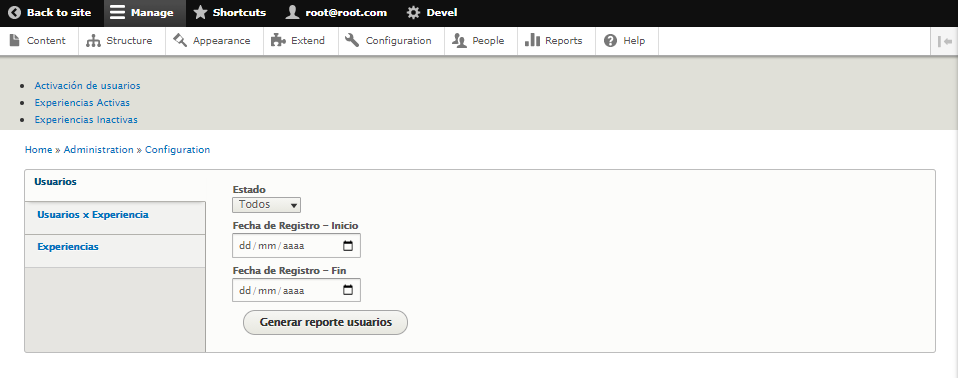 Back to site Manage Shortcuts root@root.com Devel
Content Structure Appearance Extend Configuration People Reports Help
Activación de usuarios
Experiencias Activas
Experiencias Inactivas
Home » Administration » Configuration
Usuarios
Usuarios x Experiencia
Experiencias
Estado
Todos
Fecha de Registro – Inicio
dd/mm/aaaa
Fecha de Registro – Fin
dd/mm/aaaa
Generar reporte usuarios